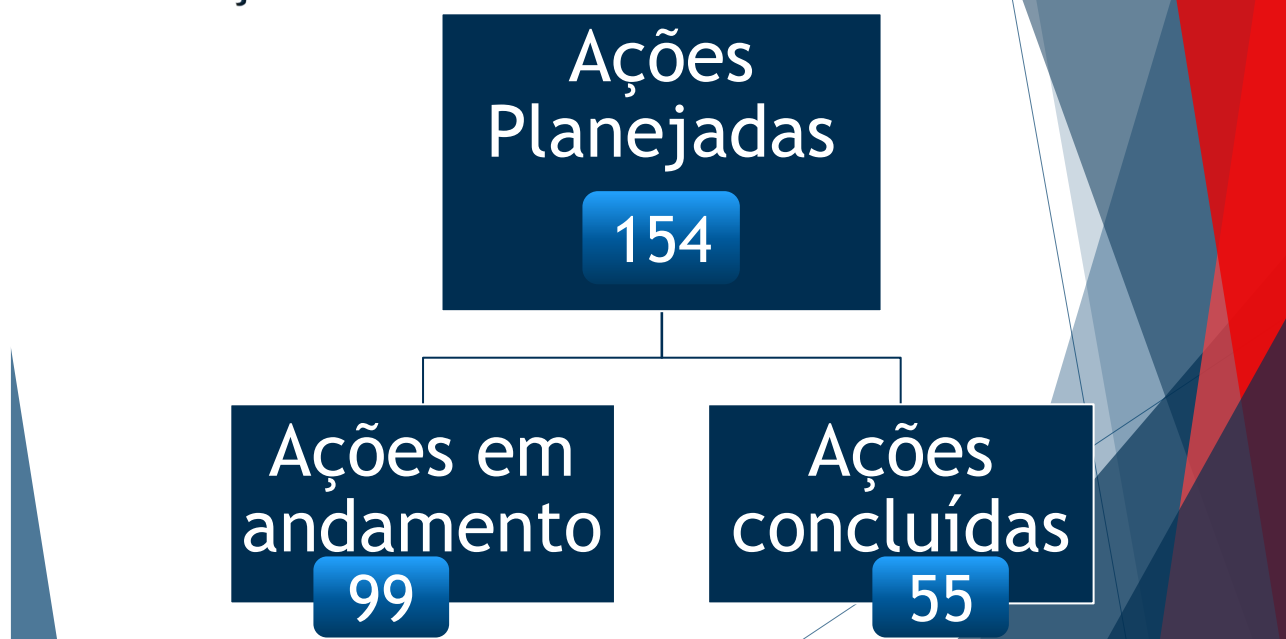 Ações
Planejadas
154
Ações em
andamento
99
Ações
concluídas
55